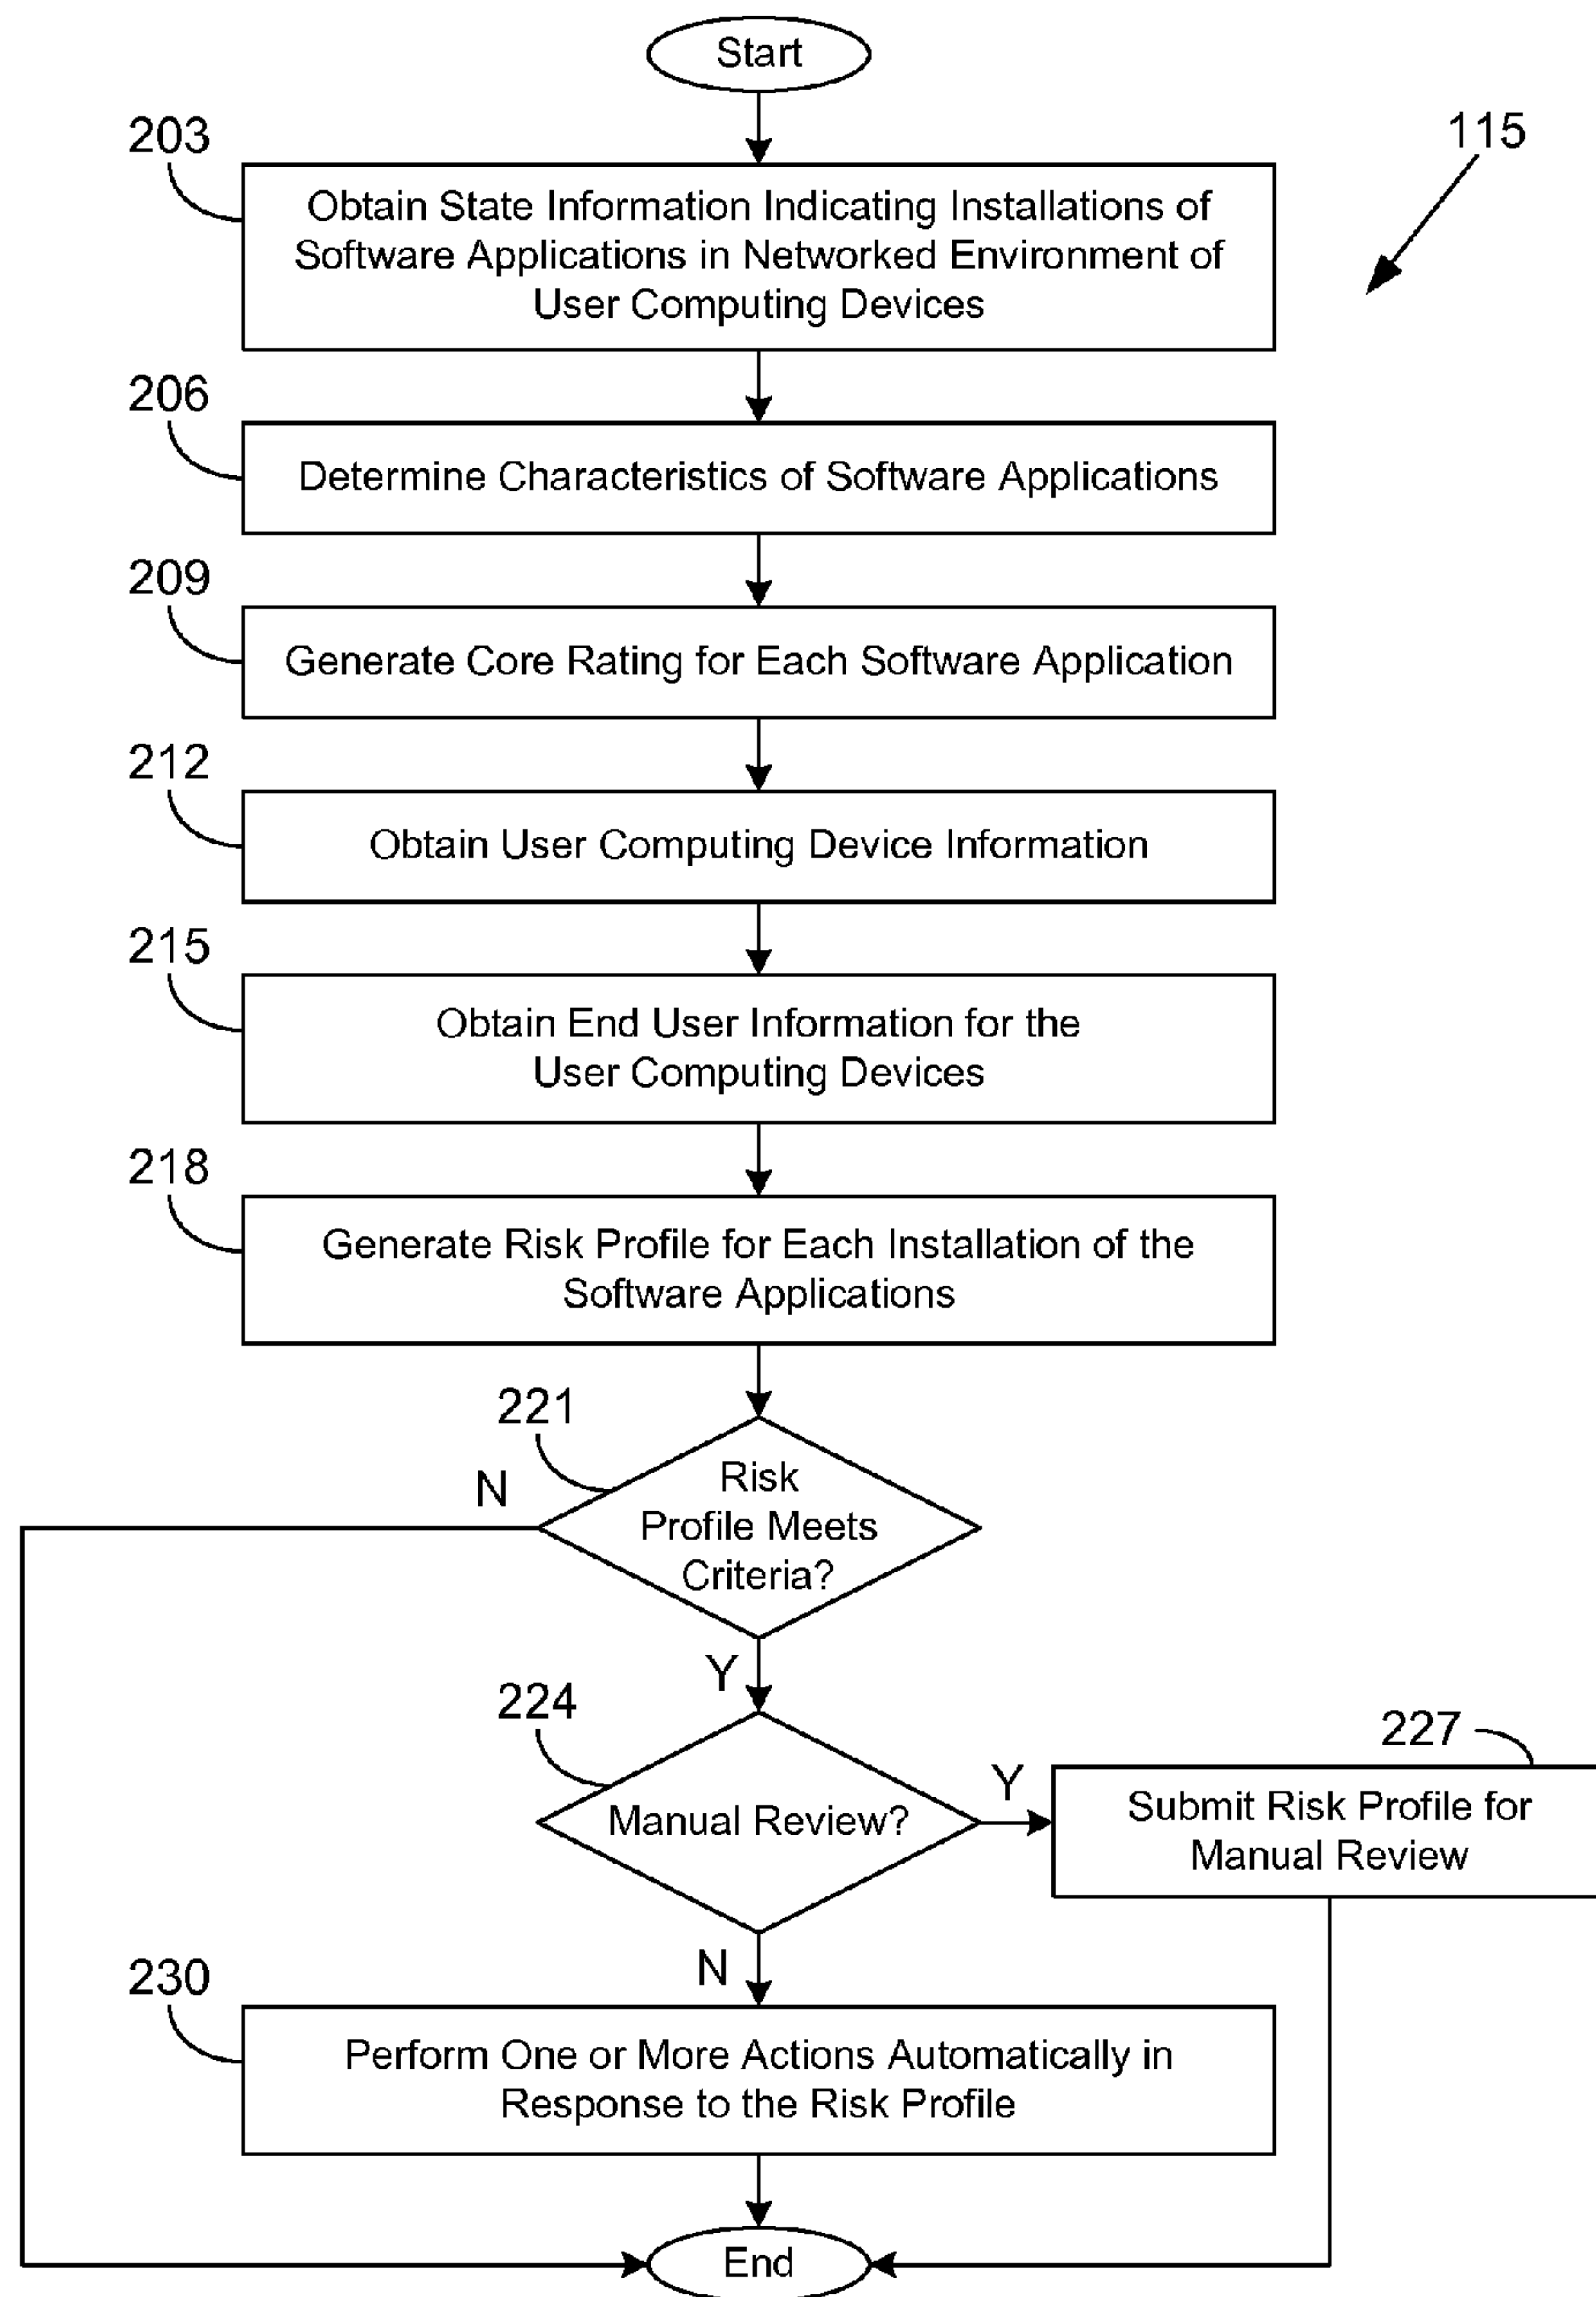 Start
203
115
Obtain State Information Indicating Installations of
Software Applications in Networked Environment of
User Computing Devices
206
Determine Characteristics of Software Applications
209
Generate Core Rating for Each Software Application
212
Obtain User Computing Device Information
215
Obtain End User Information for the
User Computing Devices
218
Generate Risk Profile for Each Installation of the
Software Applications
221
N
Risk
Profile Meets
Criteria?
Y
224
Manual Review?
Y
227
Submit Risk Profile for
Manual Review
N
230
Perform One or More Actions Automatically in
Response to the Risk Profile
End